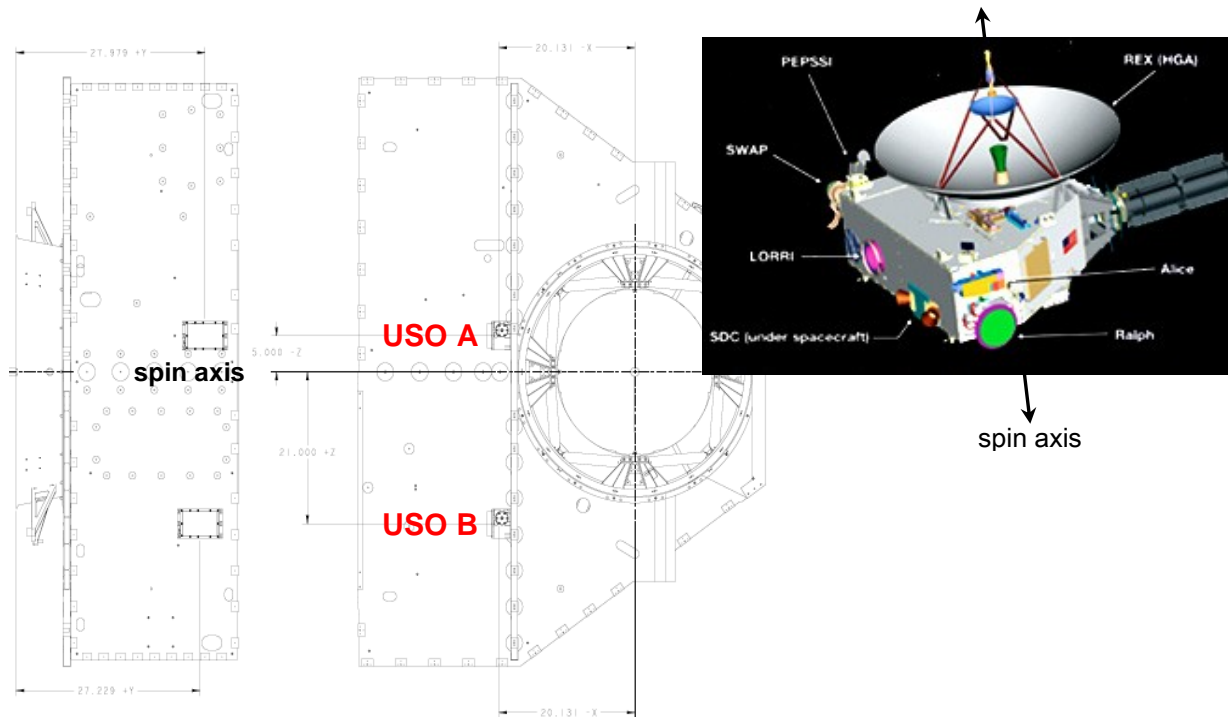 27.979 +Y
20.131 -X
PEPSSI
REX (HGA)
SWAP
LORRI
Alice
SDC (under spacecraft)
Ralph
USO A
5.000 -Z
spin axis
spin axis
21.000 +Z
USO B
27.229 +Y
20.131 -X